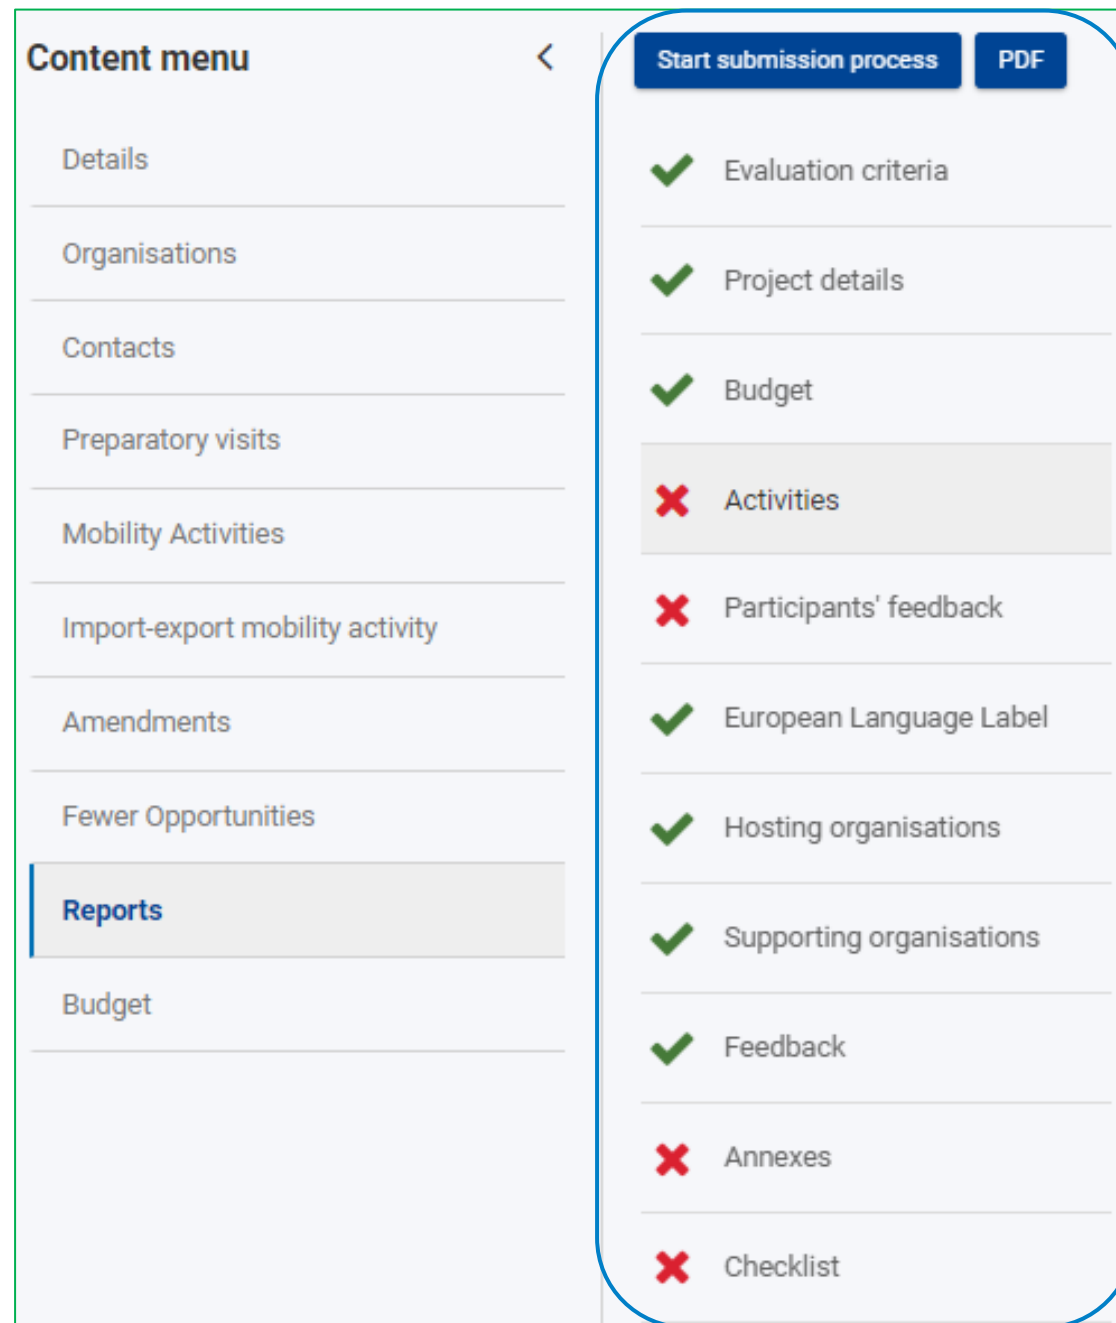 Content menu
Details
Organisations
Contacts
Preparatory visits
Mobility Activities
Import-export mobility activity
Amendments
Fewer Opportunities
Reports
Budget
Start submission process
PDF
Evaluation criteria
Project details
Budget
Activities
Participants' feedback
European Language Label
Hosting organisations
Supporting organisations
Feedback
Annexes
Checklist